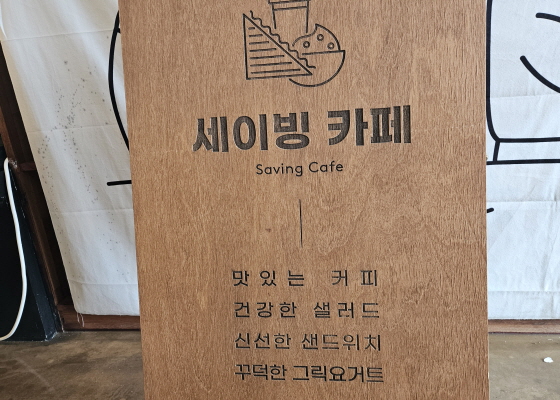 세이빙 카페
Saving Cafe
맛있는 커피
건강한 샐러드
신선한 샌드위치
꾸덕한 그릭요거트